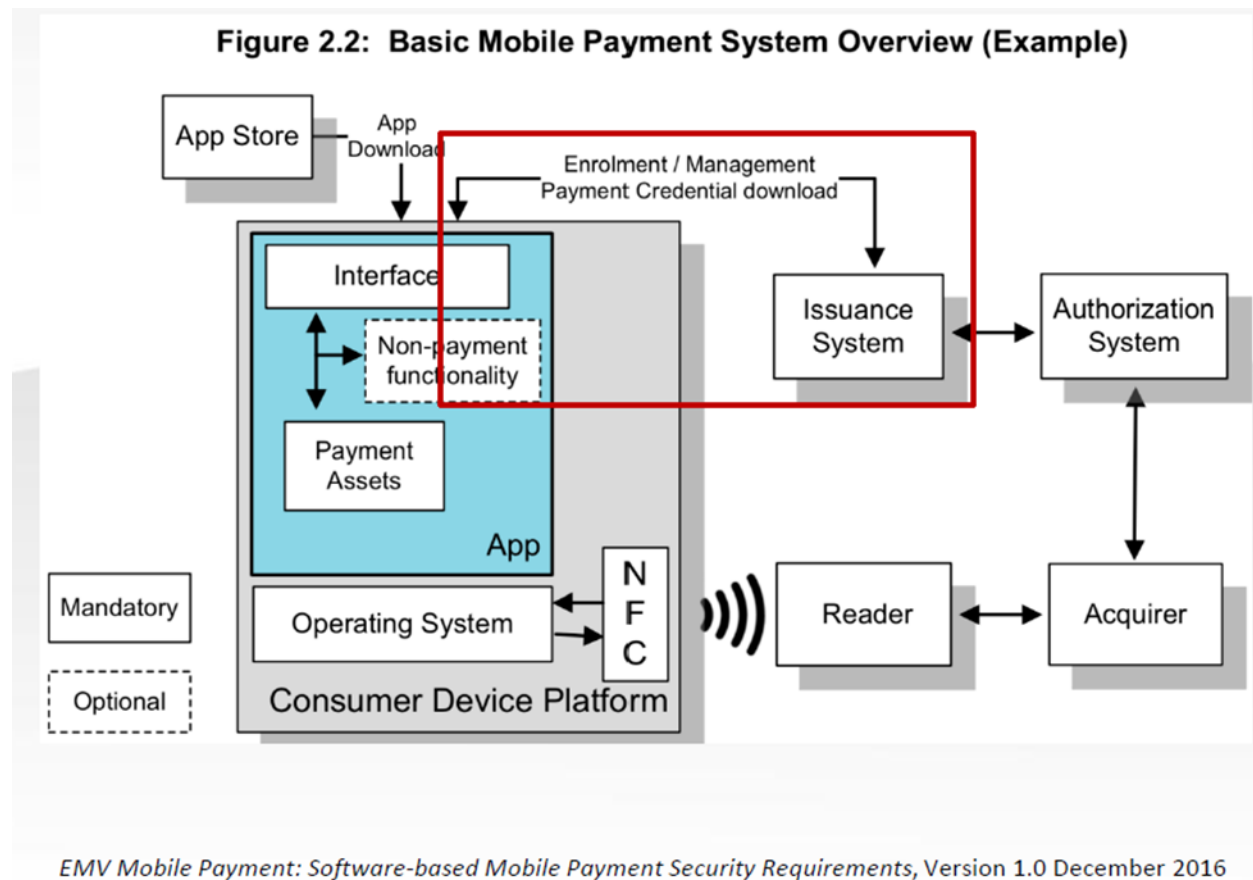 Figure 2.2: Basic Mobile Payment System Overview (Example)
App Store
App
Download
Enrolment / Management
Payment Credential download
Interface
Non-payment
functionality
Payment
Assets
App
Issuance
System
Authorization
System
Mandatory
Optional
Operating System
N
F
C
Consumer Device Platform
Reader
Acquirer
EMV Mobile Payment: Software-based Mobile Payment Security Requirements, Version 1.0 December 2016